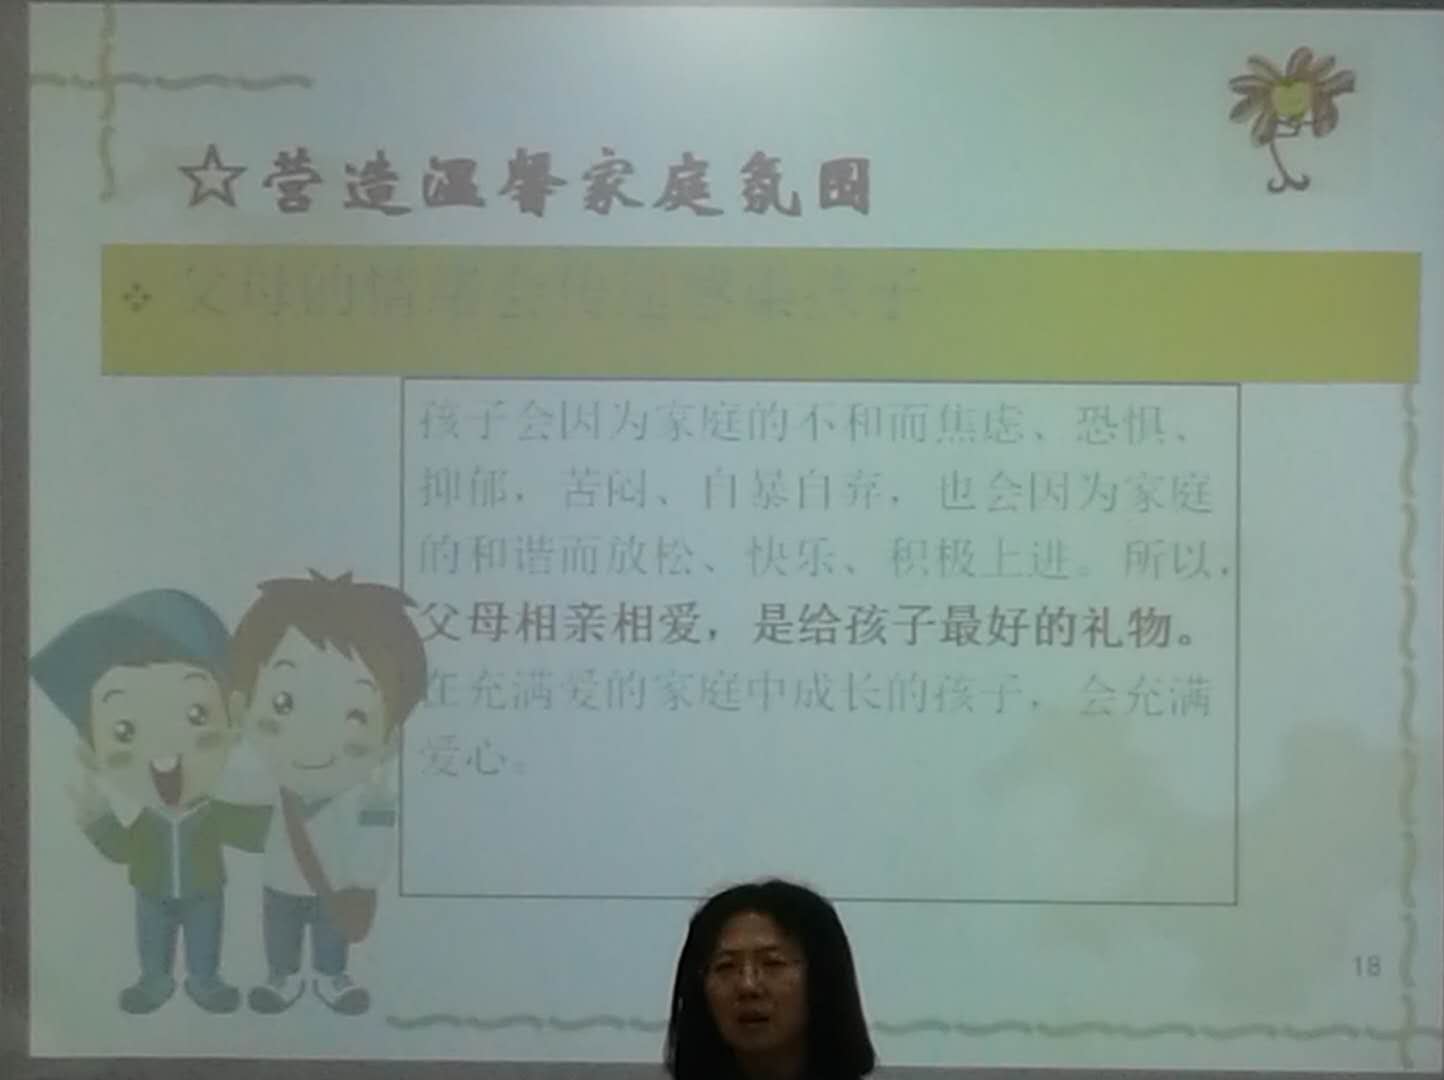 ☆营造温馨家庭氛围
父母的情绪会传递感染孩子
孩子会因为家庭的不和而焦虑、恐惧、
抑郁，苦闷、自暴自弃，也会因为家庭
的和谐而放松、快乐、积极上进。所以，
父母相亲相爱，是给孩子最好的礼物。
在充满爱的家庭中成长的孩子，会充满
爱心。
18